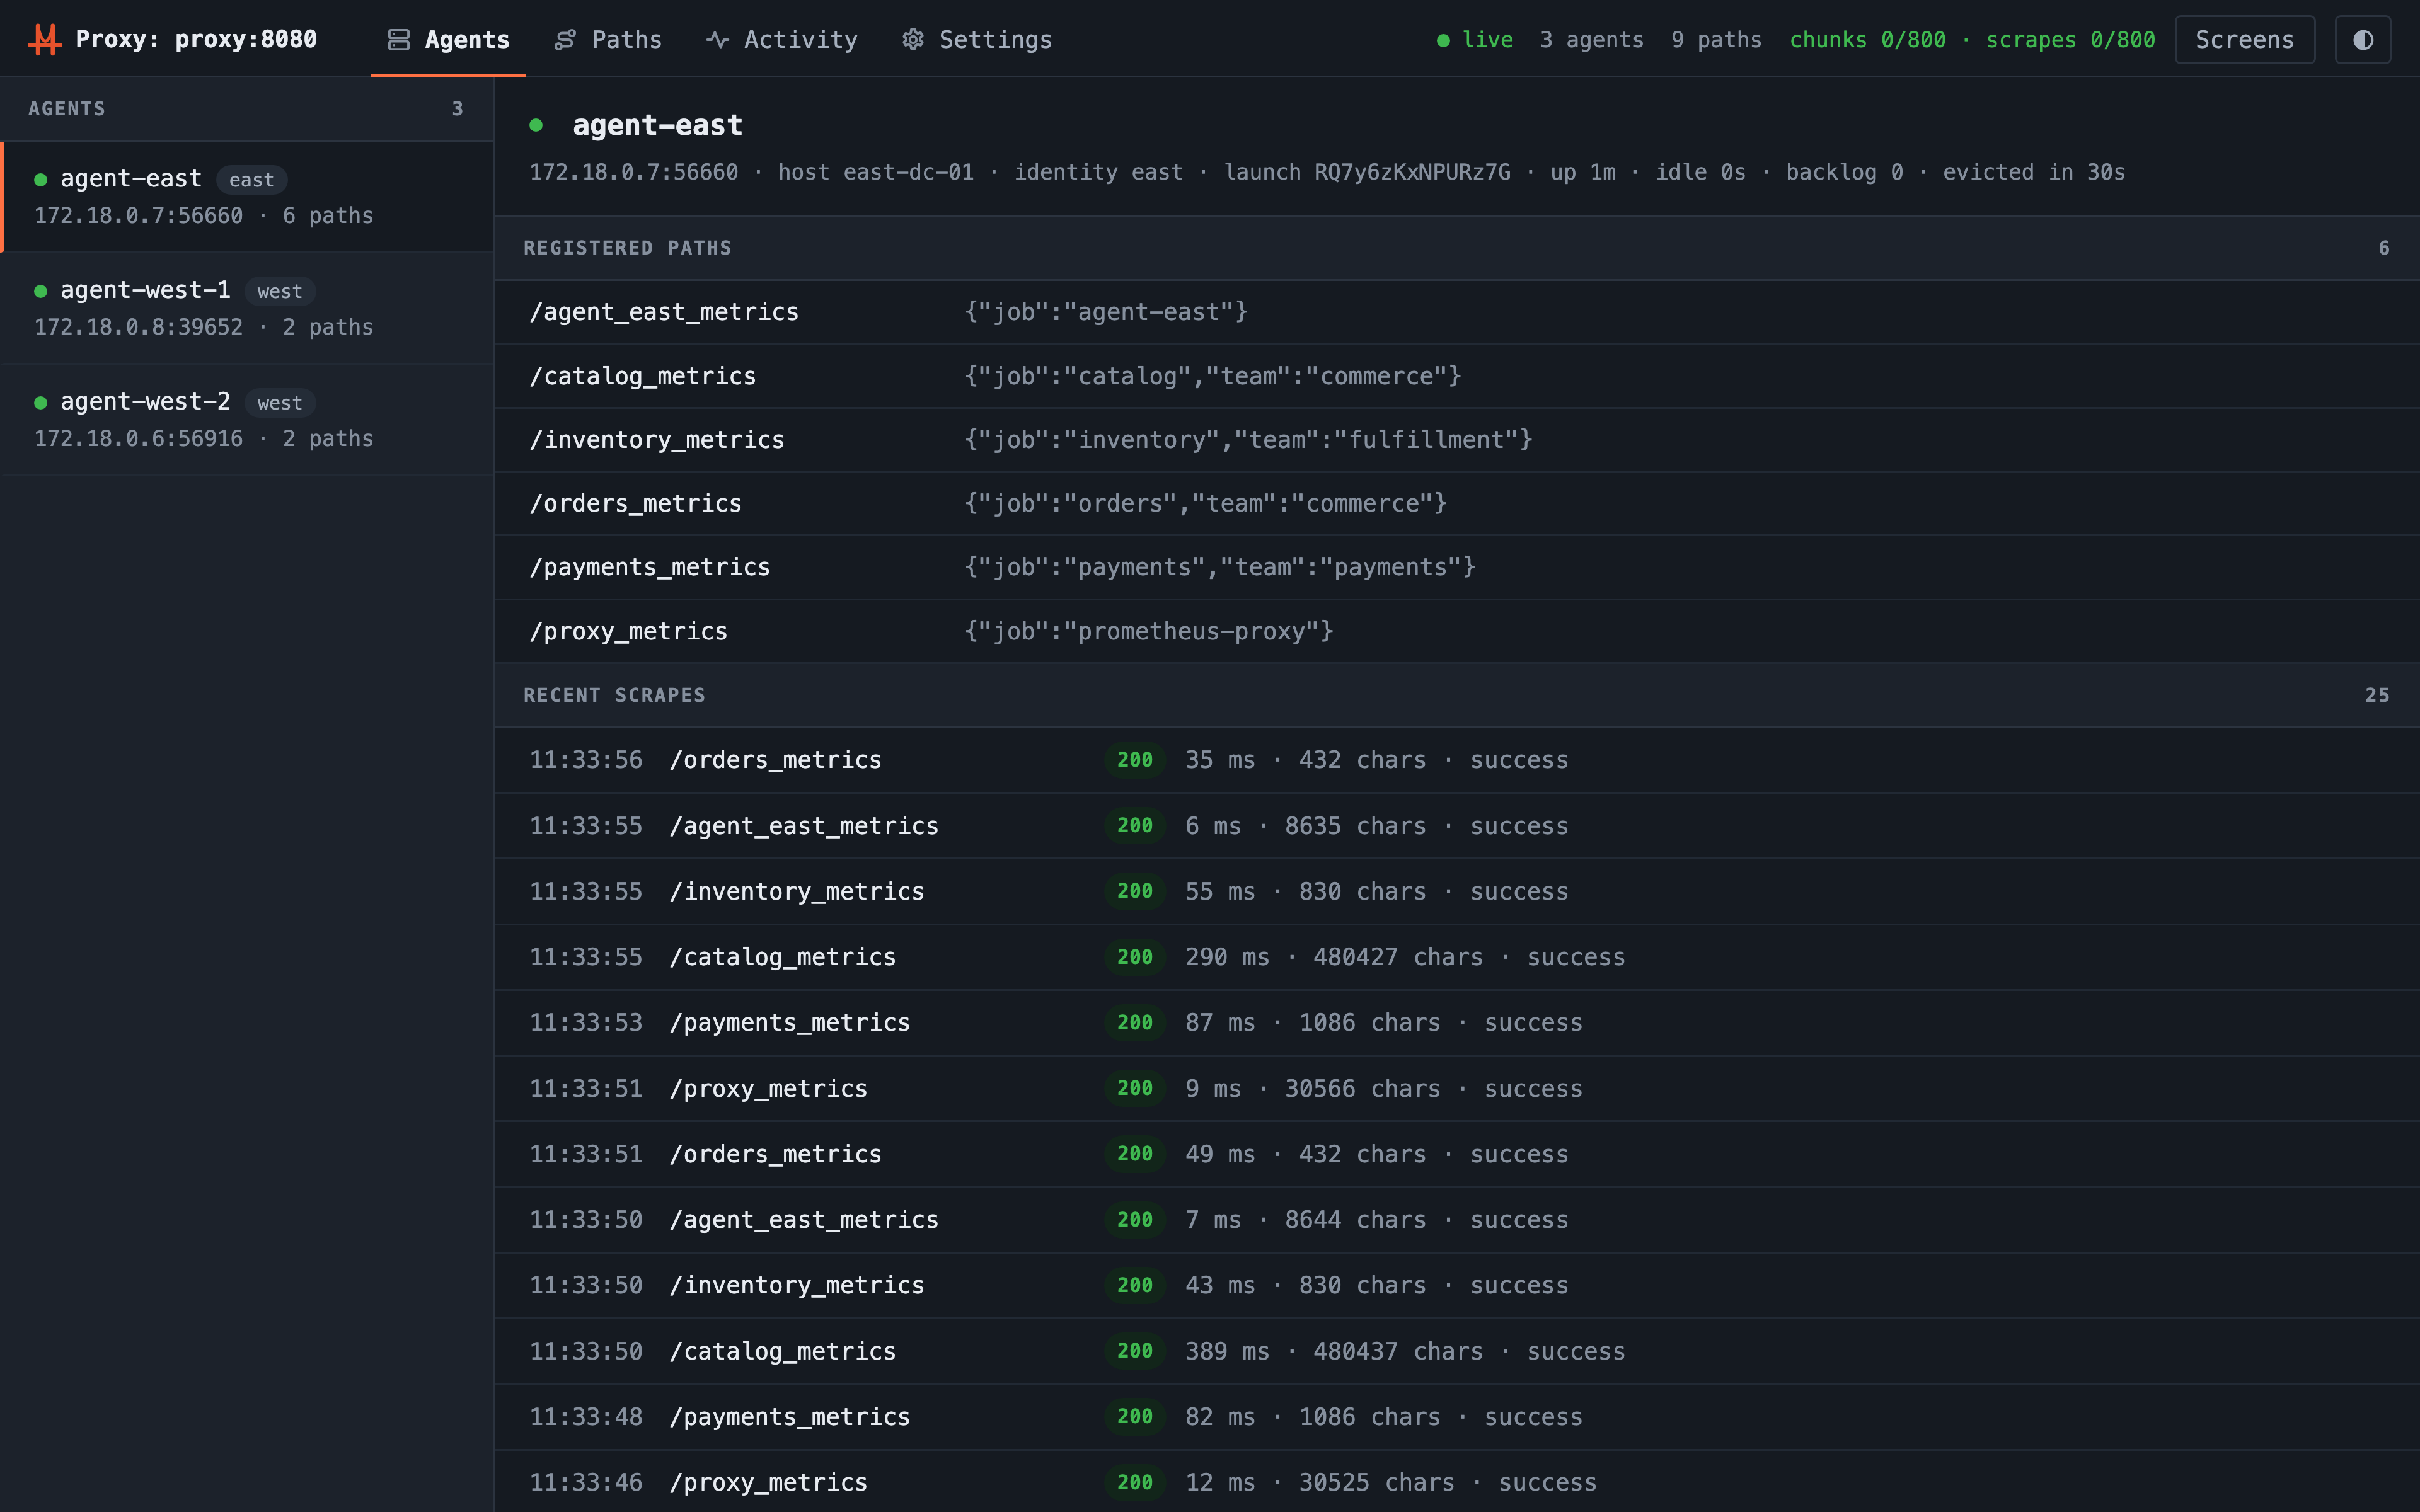 Proxy: proxy:8080 Agents Paths Activity Settings live 3 agents 9 paths chunks 0/800 · scrapes 0/800 Screens
AGENTS 3
agent-east east
172.18.0.7:56660 · 6 paths
agent-west-1 west
172.18.0.8:39652 · 2 paths
agent-west-2 west
172.18.0.6:56916 · 2 paths
agent-east
172.18.0.7:56660 · host east-dc-01 · identity east · launch RQ7y6zKxNPURz7G · up 1m · idle 0s · backlog 0 · evicted in 30s
REGISTERED PATHS 6
/agent_east_metrics {"job":"agent-east"}
/catalog_metrics {"job":"catalog","team":"commerce"}
/inventory_metrics {"job":"inventory","team":"fulfillment"}
/orders_metrics {"job":"orders","team":"commerce"}
/payments_metrics {"job":"payments","team":"payments"}
/proxy_metrics {"job":"prometheus-proxy"}
RECENT SCRAPES 25
11:33:56 /orders_metrics 200 35 ms · 432 chars · success
11:33:55 /agent_east_metrics 200 6 ms · 8635 chars · success
11:33:55 /inventory_metrics 200 55 ms · 830 chars · success
11:33:55 /catalog_metrics 200 290 ms · 480427 chars · success
11:33:53 /payments_metrics 200 87 ms · 1086 chars · success
11:33:51 /proxy_metrics 200 9 ms · 30566 chars · success
11:33:51 /orders_metrics 200 49 ms · 432 chars · success
11:33:50 /agent_east_metrics 200 7 ms · 8644 chars · success
11:33:50 /inventory_metrics 200 43 ms · 830 chars · success
11:33:50 /catalog_metrics 200 389 ms · 480437 chars · success
11:33:48 /payments_metrics 200 82 ms · 1086 chars · success
11:33:46 /proxy_metrics 200 12 ms · 30525 chars · success